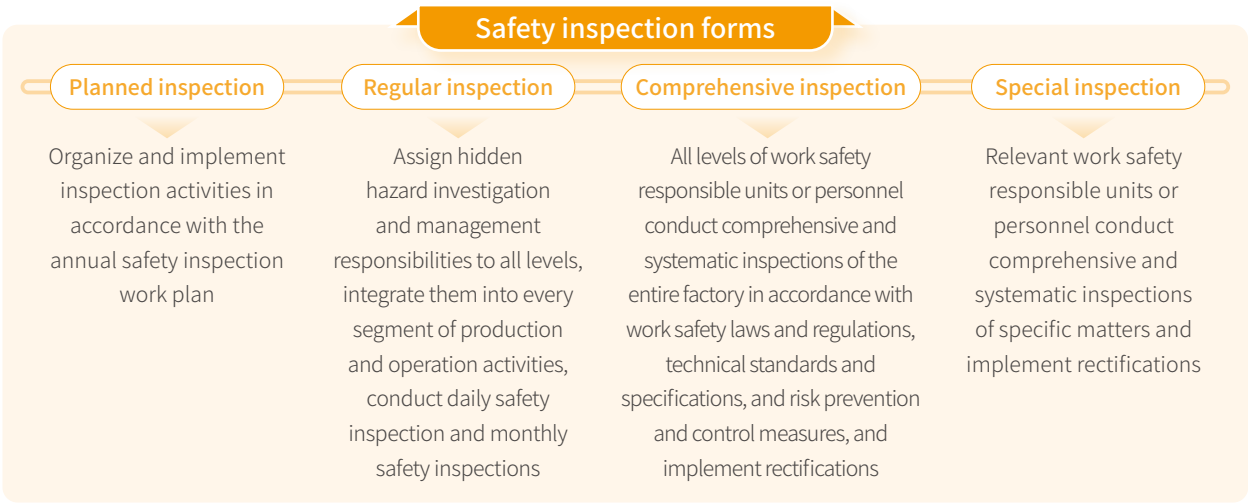 Safety inspection forms
Planned inspection
Organize and implement
inspection activities in
accordance with the
annual safety inspection
work plan
Regular inspection
Assign hidden
hazard investigation
and management
responsibilities to all levels,
integrate them into every
segment of production
and operation activities,
conduct daily safety
inspection and monthly
safety inspections
Comprehensive inspection
All levels of work safety
responsible units or personnel
conduct comprehensive and
systematic inspections of the
entire factory in accordance with
work safety laws and regulations,
technical standards and
specifications, and risk prevention
and control measures, and
implement rectifications
Special inspection
Relevant work safety
responsible units or
personnel conduct
comprehensive and
systematic inspections
of specific matters and
implement rectifications